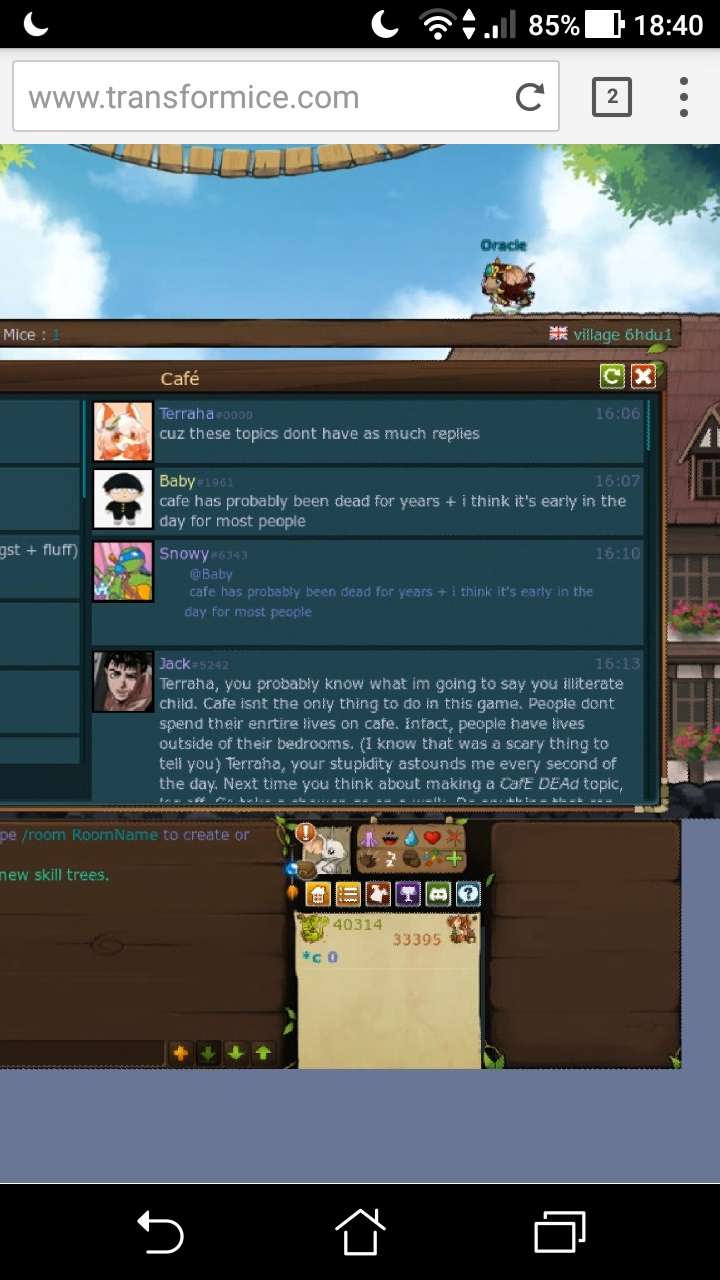 85% 18:40
www.transformice.com
2
Oracle
Mice : 1
village 6hdu1
Café
Terraha#0000 16:06
cuz these topics dont have as much replies
Baby#1961 16:07
cafe has probably been dead for years + i think it's early in the
day for most people
gst + fluff)
Snowy#6343 16:10
@Baby
cafe has probably been dead for years + i think it's early in the
day for most people
Jack#5242 16:13
Terraha, you probably know what im going to say you illiterate
child. Cafe isnt the only thing to do in this game. People dont
spend their enrtire lives on cafe. Infact, people have lives
outside of their bedrooms. (I know that was a scary thing to
tell you) Terraha, your stupidity astounds me every second of
the day. Next time you think about making a CafE DEAd topic,
pe /room RoomName to create or
new skill trees.
40314
33395
*c 0